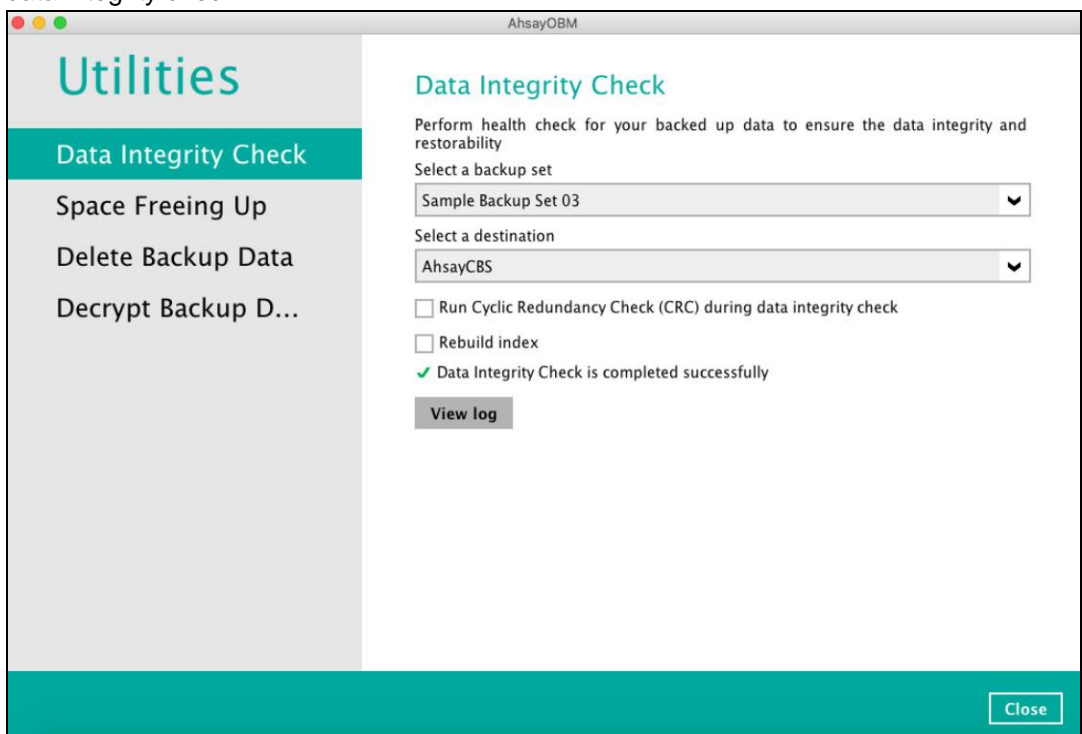 AhsayOBM
Utilities
Data Integrity Check
Space Freeing Up
Delete Backup Data
Decrypt Backup D...
Data Integrity Check
Perform health check for your backed up data to ensure the data integrity and
restorability
Select a backup set
Sample Backup Set 03
Select a destination
AhsayCBS
Run Cyclic Redundancy Check (CRC) during data integrity check
Rebuild index
Data Integrity Check is completed successfully
View log
Close